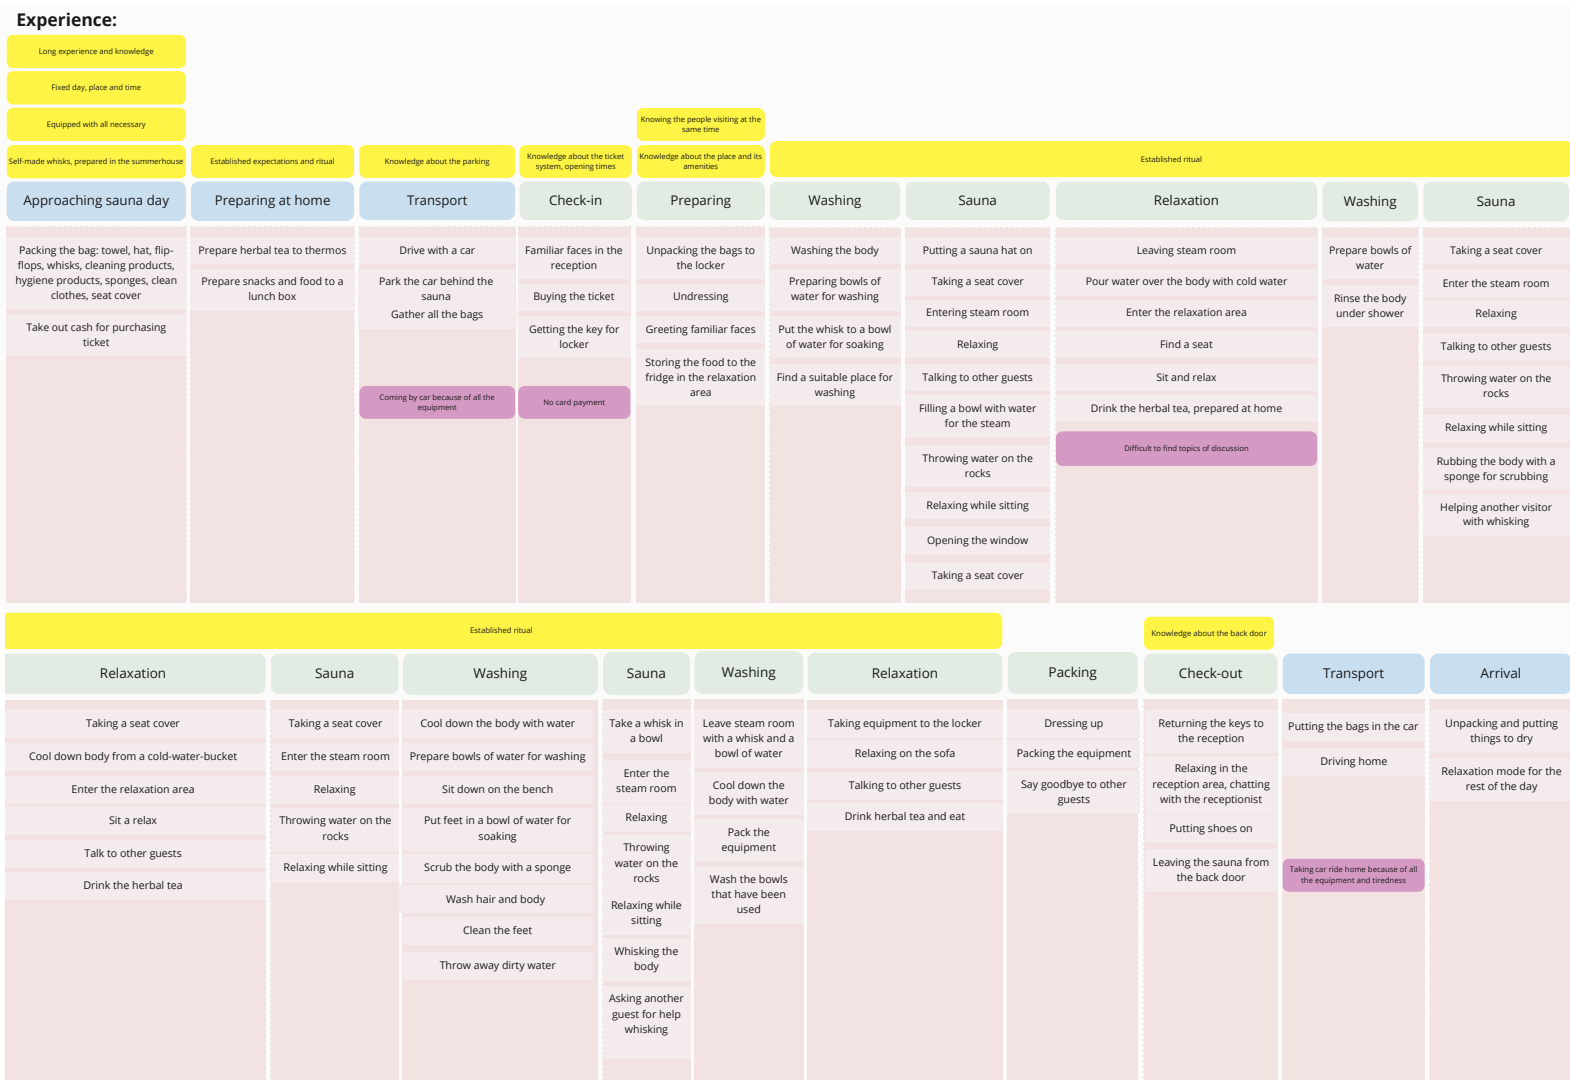 Experience:
Long experience and knowledge
Fixed day, place and time
Equipped with all necessary
Self-made whisks, prepared in the summerhouse
Established expectations and ritual
Knowledge about the parking
Knowledge about the ticket
system, opening times
Knowing the people visiting at the
same time
Knowledge about the place and its
amenities
Established ritual
Approaching sauna day
Preparing at home
Transport
Check-in
Preparing
Washing
Sauna
Relaxation
Washing
Sauna
Packing the bag: towel, hat, flip-
flops, whisks, cleaning products,
hygiene products, sponges, clean
clothes, seat cover
Take out cash for purchasing
ticket
Prepare herbal tea to thermos
Prepare snacks and food to a
lunch box
Drive with a car
Park the car behind the
sauna
Gather all the bags
Coming by car because of all the
equipment
Familiar faces in the
reception
Buying the ticket
Getting the key for
locker
No card payment
Unpacking the bags to
the locker
Undressing
Greeting familiar faces
Storing the food to the
fridge in the relaxation
area
Washing the body
Preparing bowls of
water for washing
Put the whisk to a bowl
of water for soaking
Find a suitable place for
washing
Putting a sauna hat on
Taking a seat cover
Entering steam room
Relaxing
Talking to other guests
Filling a bowl with water
for the steam
Throwing water on the
rocks
Relaxing while sitting
Opening the window
Taking a seat cover
Leaving steam room
Pour water over the body with cold water
Enter the relaxation area
Find a seat
Sit and relax
Drink the herbal tea, prepared at home
Difficult to find topics of discussion
Prepare bowls of
water
Rinse the body
under shower
Taking a seat cover
Enter the steam room
Relaxing
Talking to other guests
Throwing water on the
rocks
Relaxing while sitting
Rubbing the body with a
sponge for scrubbing
Helping another visitor
with whisking
Established ritual
Knowledge about the back door
Relaxation
Sauna
Washing
Sauna
Washing
Relaxation
Packing
Check-out
Transport
Arrival
Taking a seat cover
Cool down body from a cold-water-bucket
Enter the relaxation area
Sit a relax
Talk to other guests
Drink the herbal tea
Taking a seat cover
Enter the steam room
Relaxing
Throwing water on the
rocks
Relaxing while sitting
Cool down the body with water
Prepare bowls of water for washing
Sit down on the bench
Put feet in a bowl of water for
soaking
Scrub the body with a sponge
Wash hair and body
Clean the feet
Throw away dirty water
Take a whisk in
a bowl
Enter the
steam room
Relaxing
Throwing
water on the
rocks
Relaxing while
sitting
Whisking the
body
Asking another
guest for help
whisking
Leave steam room
with a whisk and a
bowl of water
Cool down the
body with water
Pack the
equipment
Wash the bowls
that have been
used
Taking equipment to the locker
Relaxing on the sofa
Talking to other guests
Drink herbal tea and eat
Dressing up
Packing the equipment
Say goodbye to other
guests
Returning the keys to
the reception
Relaxing in the
reception area, chatting
with the receptionist
Putting shoes on
Leaving the sauna from
the back door
Putting the bags in the car
Driving home
Taking car ride home because of all
the equipment and tiredness
Unpacking and putting
things to dry
Relaxation mode for the
rest of the day